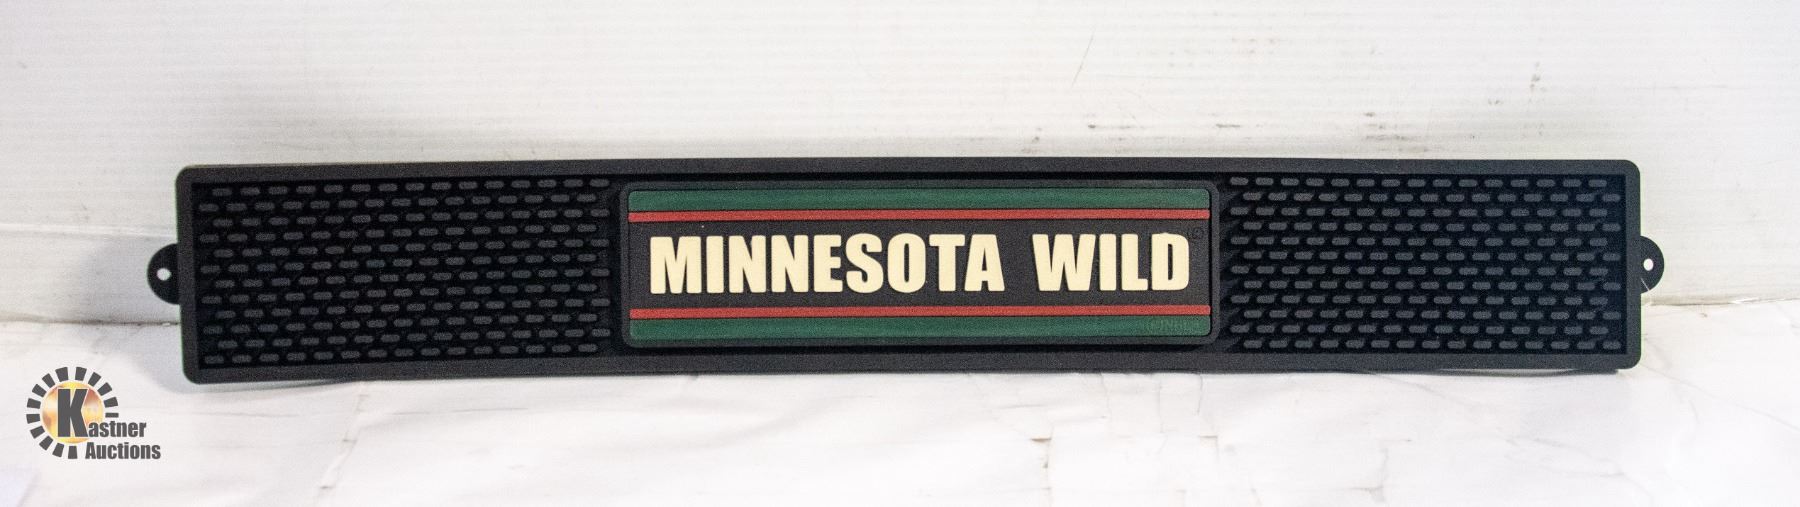 MINNESOTA WILD
Kastner
Auctions